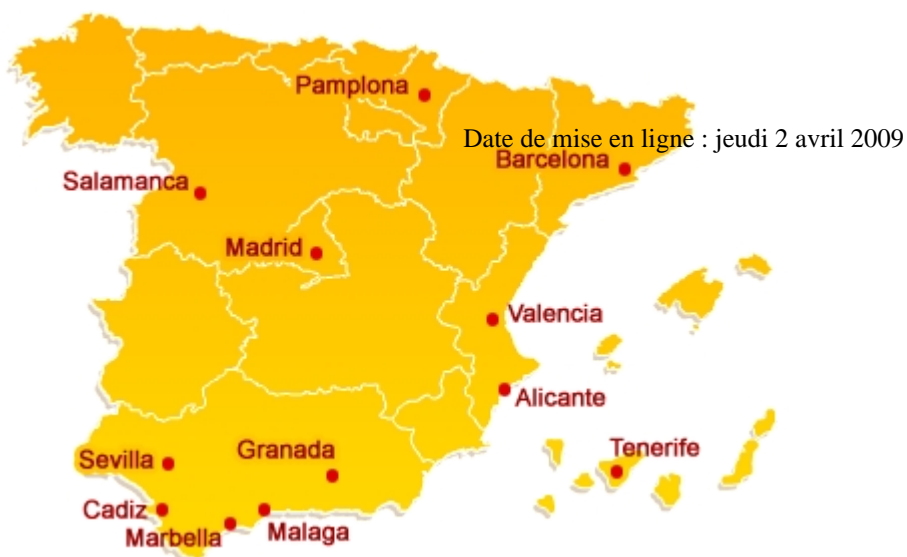 Pamplona
Date de mise en ligne : jeudi 2 avril 2009
Barcelona
Salamanca
Madrid
Valencia
Alicante
Granada
Tenerife
Sevilla
Cadiz
Marbella
Malaga